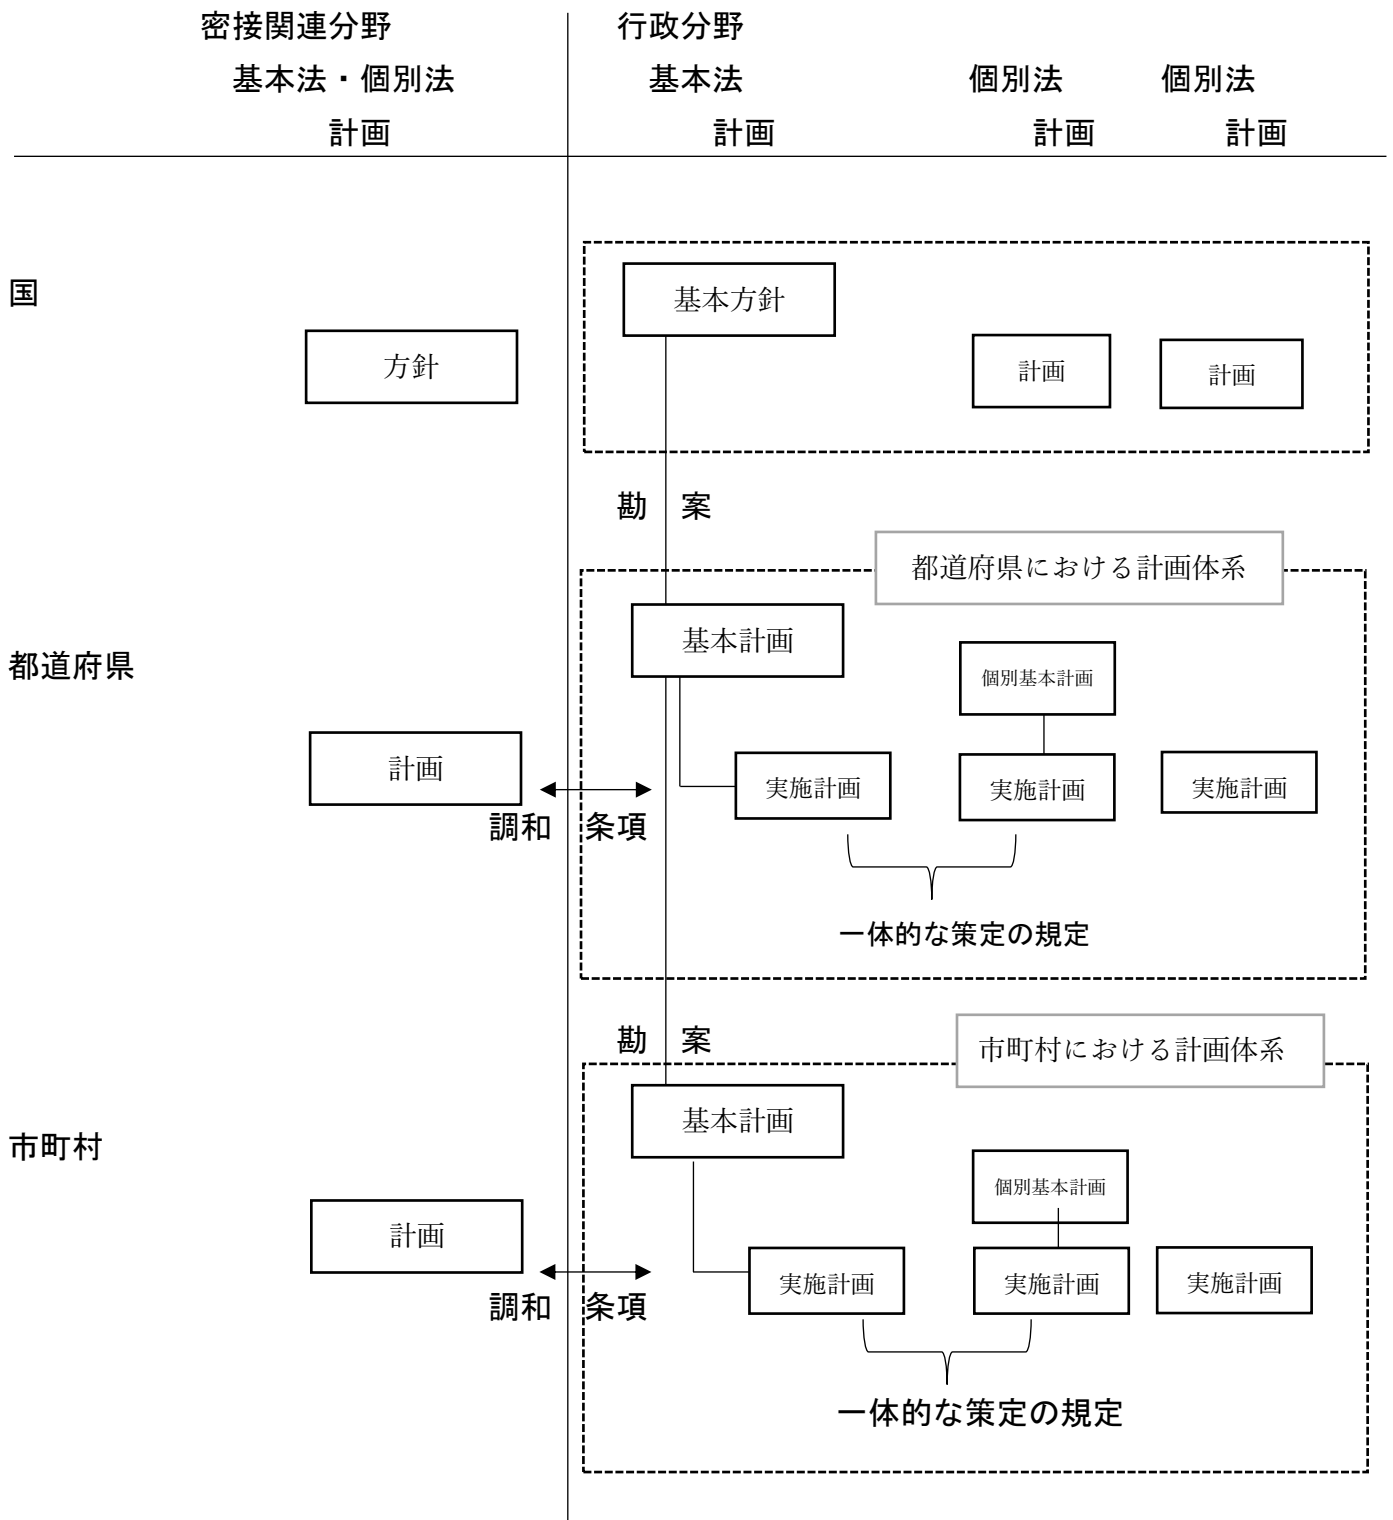 密接関連分野 行政分野
基本法・個別法 基本法 個別法 個別法
計画 計画 計画 計画
国
基本方針
方針
計画 計画
勘 案
都道府県における計画体系
基本計画
都道府県
個別基本計画
計画
実施計画 実施計画 実施計画
調和 条項
一体的な策定の規定
勘 案
市町村における計画体系
基本計画
市町村
個別基本計画
計画
実施計画 実施計画 実施計画
調和 条項
一体的な策定の規定